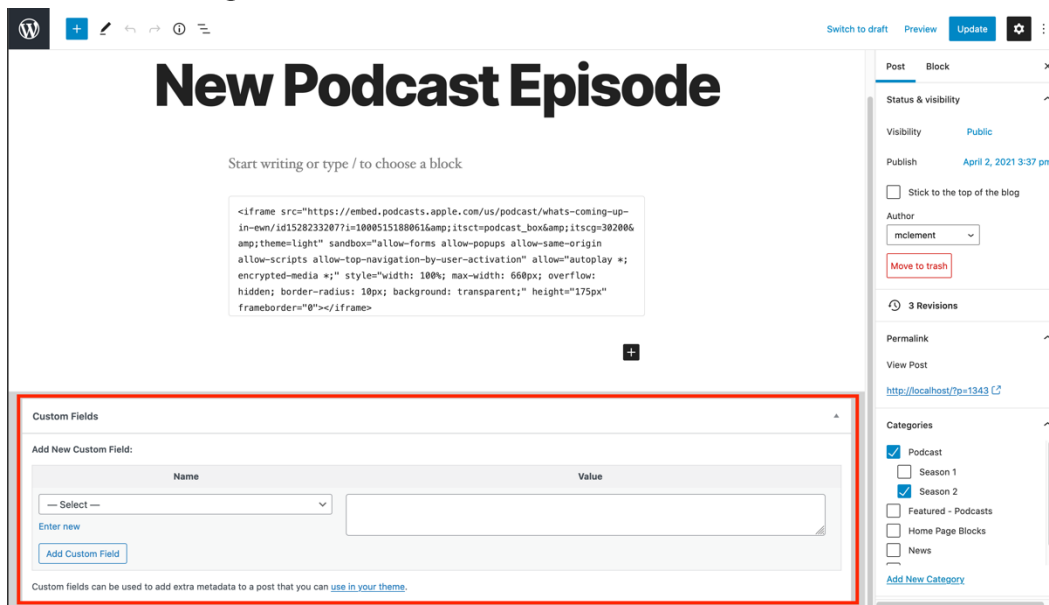 Switch to draft Preview Update
New Podcast Episode
Start writing or type / to choose a block
<iframe src="https://embed.podcasts.apple.com/us/podcast/whats-coming-up-
in-ewn/id1528233207?i=1000515188061&amp;itsct=podcast_box&amp;itscg=30200&
amp;theme=light" sandbox="allow-forms allow-popups allow-same-origin
allow-scripts allow-top-navigation-by-user-activation" allow="autoplay *;
encrypted-media *;" style="width: 100%; max-width: 660px; overflow:
hidden; border-radius: 10px; background: transparent;" height="175px"
frameborder="0"></iframe>
Custom Fields
Add New Custom Field:
Name Value
— Select —
Enter new
Add Custom Field
Custom fields can be used to add extra metadata to a post that you can use in your theme.
Post Block
Status & visibility
Visibility Public
Publish April 2, 2021 3:37 pm
Stick to the top of the blog
Author
mclement
Move to trash
3 Revisions
Permalink
View Post
http://localhost/?p=1343
Categories
Podcast
Season 1
Season 2
Featured - Podcasts
Home Page Blocks
News
Add New Category